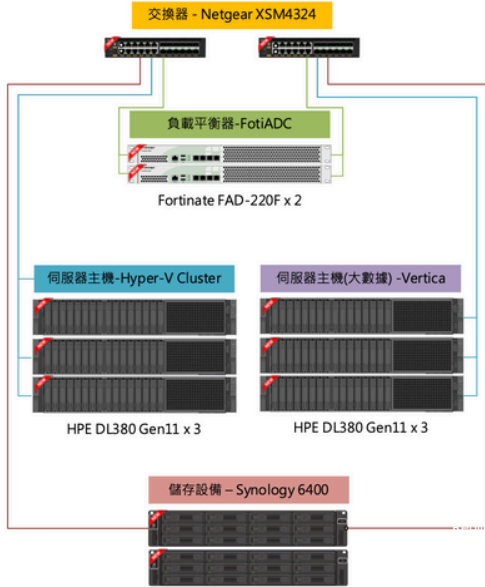 交換器 - Netgear XSM4324
負載平衡器-FotiADC
Fortinate FAD-220F x 2
伺服器主機-Hyper-V Cluster
伺服器主機(大數據) -Vertica
HPE DL380 Gen11 x 3
HPE DL380 Gen11 x 3
儲存設備 – Synology 6400